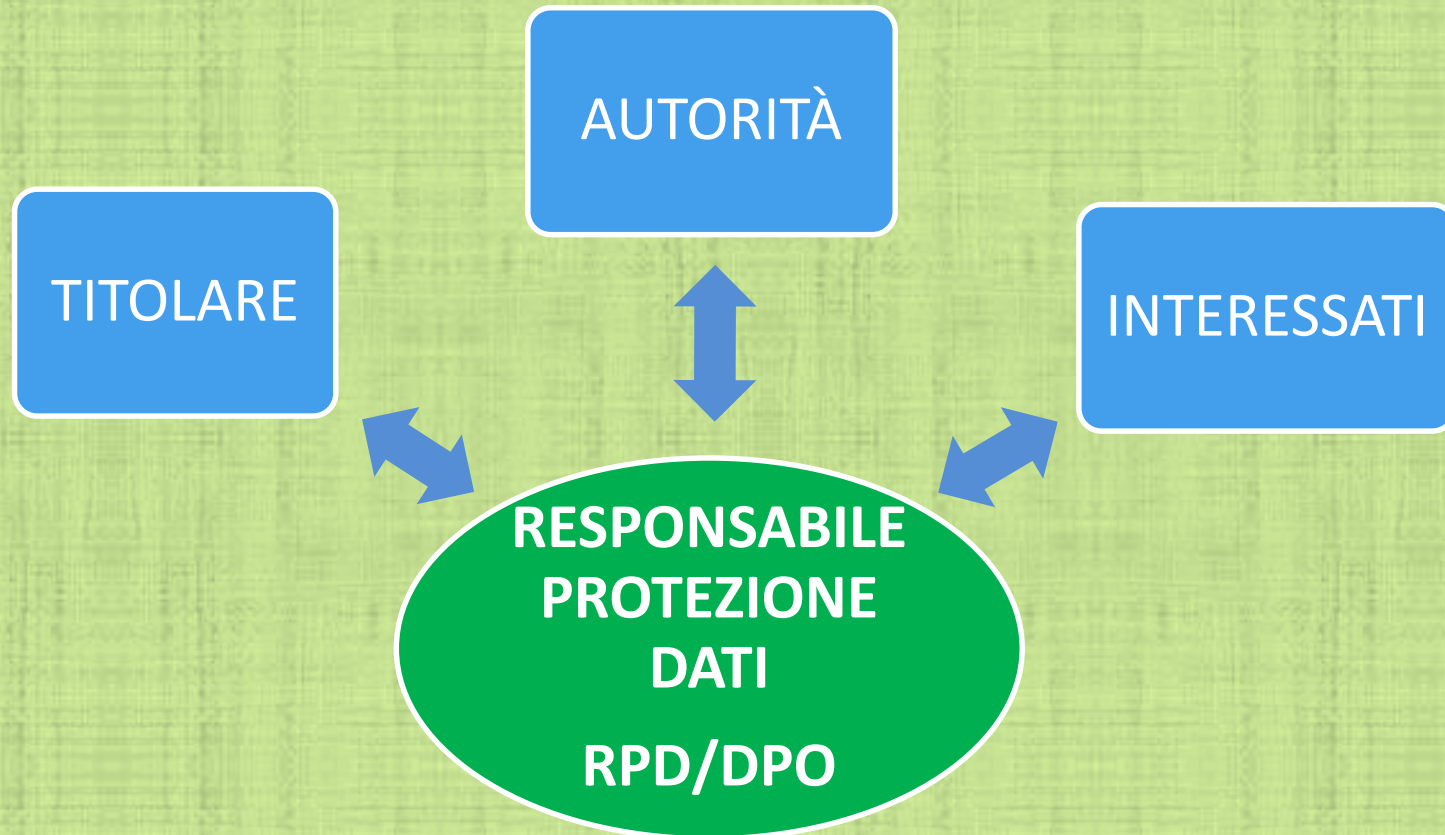 AUTORITÀ
TITOLARE
INTERESSATI
RESPONSABILE
PROTEZIONE
DATI
RPD/DPO